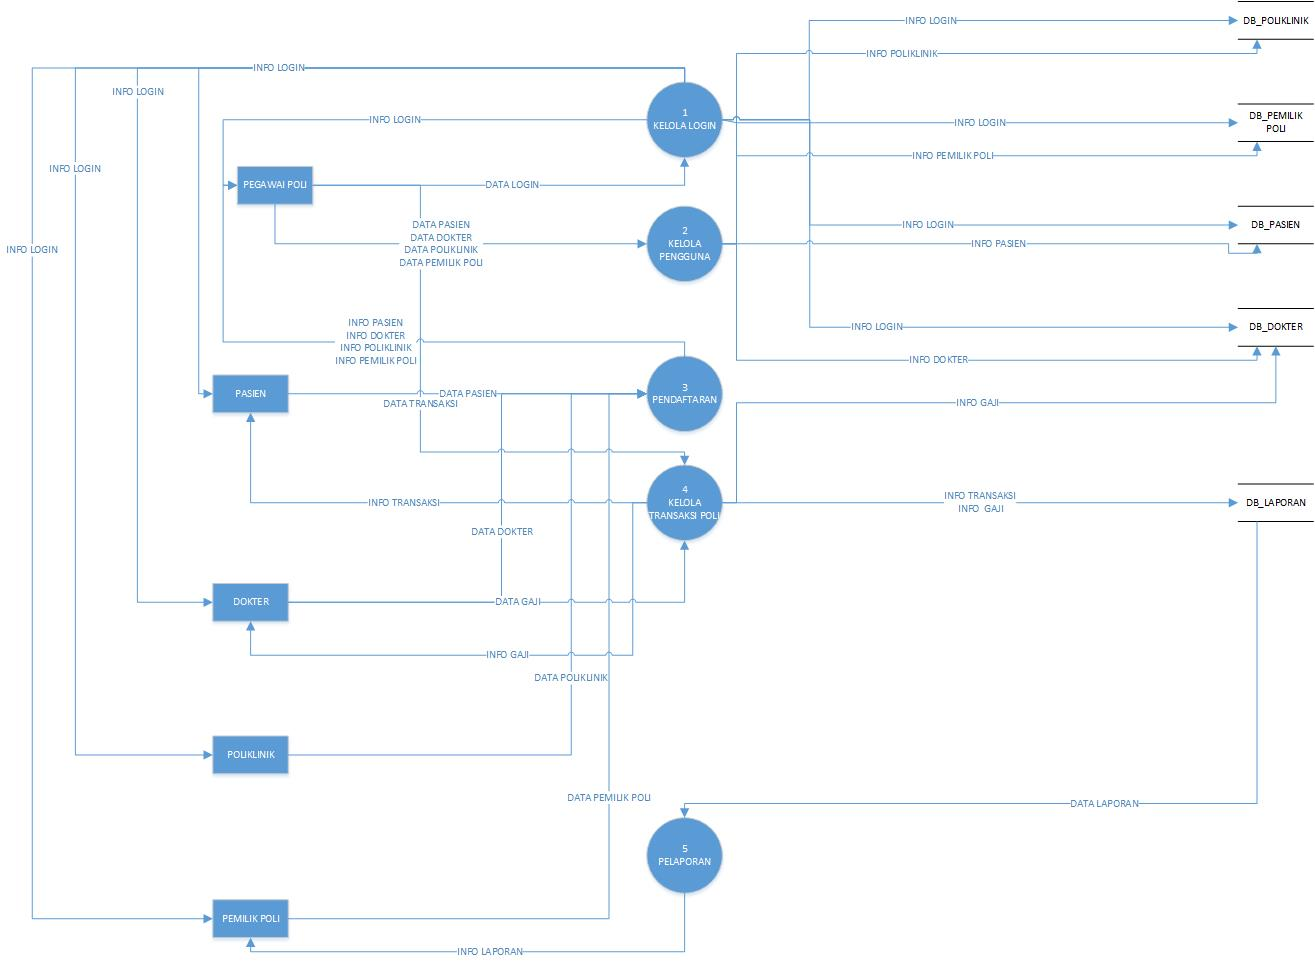 INFO LOGIN
DB_POLIKLINIK
INFO POLIKLINIK
INFO LOGIN
INFO LOGIN
1
KELOLA LOGIN
INFO LOGIN
INFO LOGIN
DB_PEMILIK
POLI
INFO PEMILIK POLI
INFO LOGIN
PEGAWAI POLI
DATA LOGIN
DATA PASIEN
DATA DOKTER
DATA POLIKLINIK
DATA PEMILIK POLI
2
KELOLA
PENGGUNA
INFO LOGIN
DB_PASIEN
INFO PASIEN
INFO LOGIN
INFO PASIEN
INFO DOKTER
INFO POLIKLINIK
INFO PEMILIK POLI
INFO LOGIN
DB_DOKTER
INFO DOKTER
PASIEN
DATA PASIEN
DATA TRANSAKSI
3
PENDAFTARAN
INFO GAJI
INFO TRANSAKSI
4
KELOLA
TRANSAKSI POLI
INFO TRANSAKSI
INFO GAJI
DB_LAPORAN
DATA DOKTER
DOKTER
DATA GAJI
INFO GAJI
DATA POLIKLINIK
POLIKLINIK
DATA PEMILIK POLI
DATA LAPORAN
5
PELAPORAN
PEMILIK POLI
INFO LAPORAN